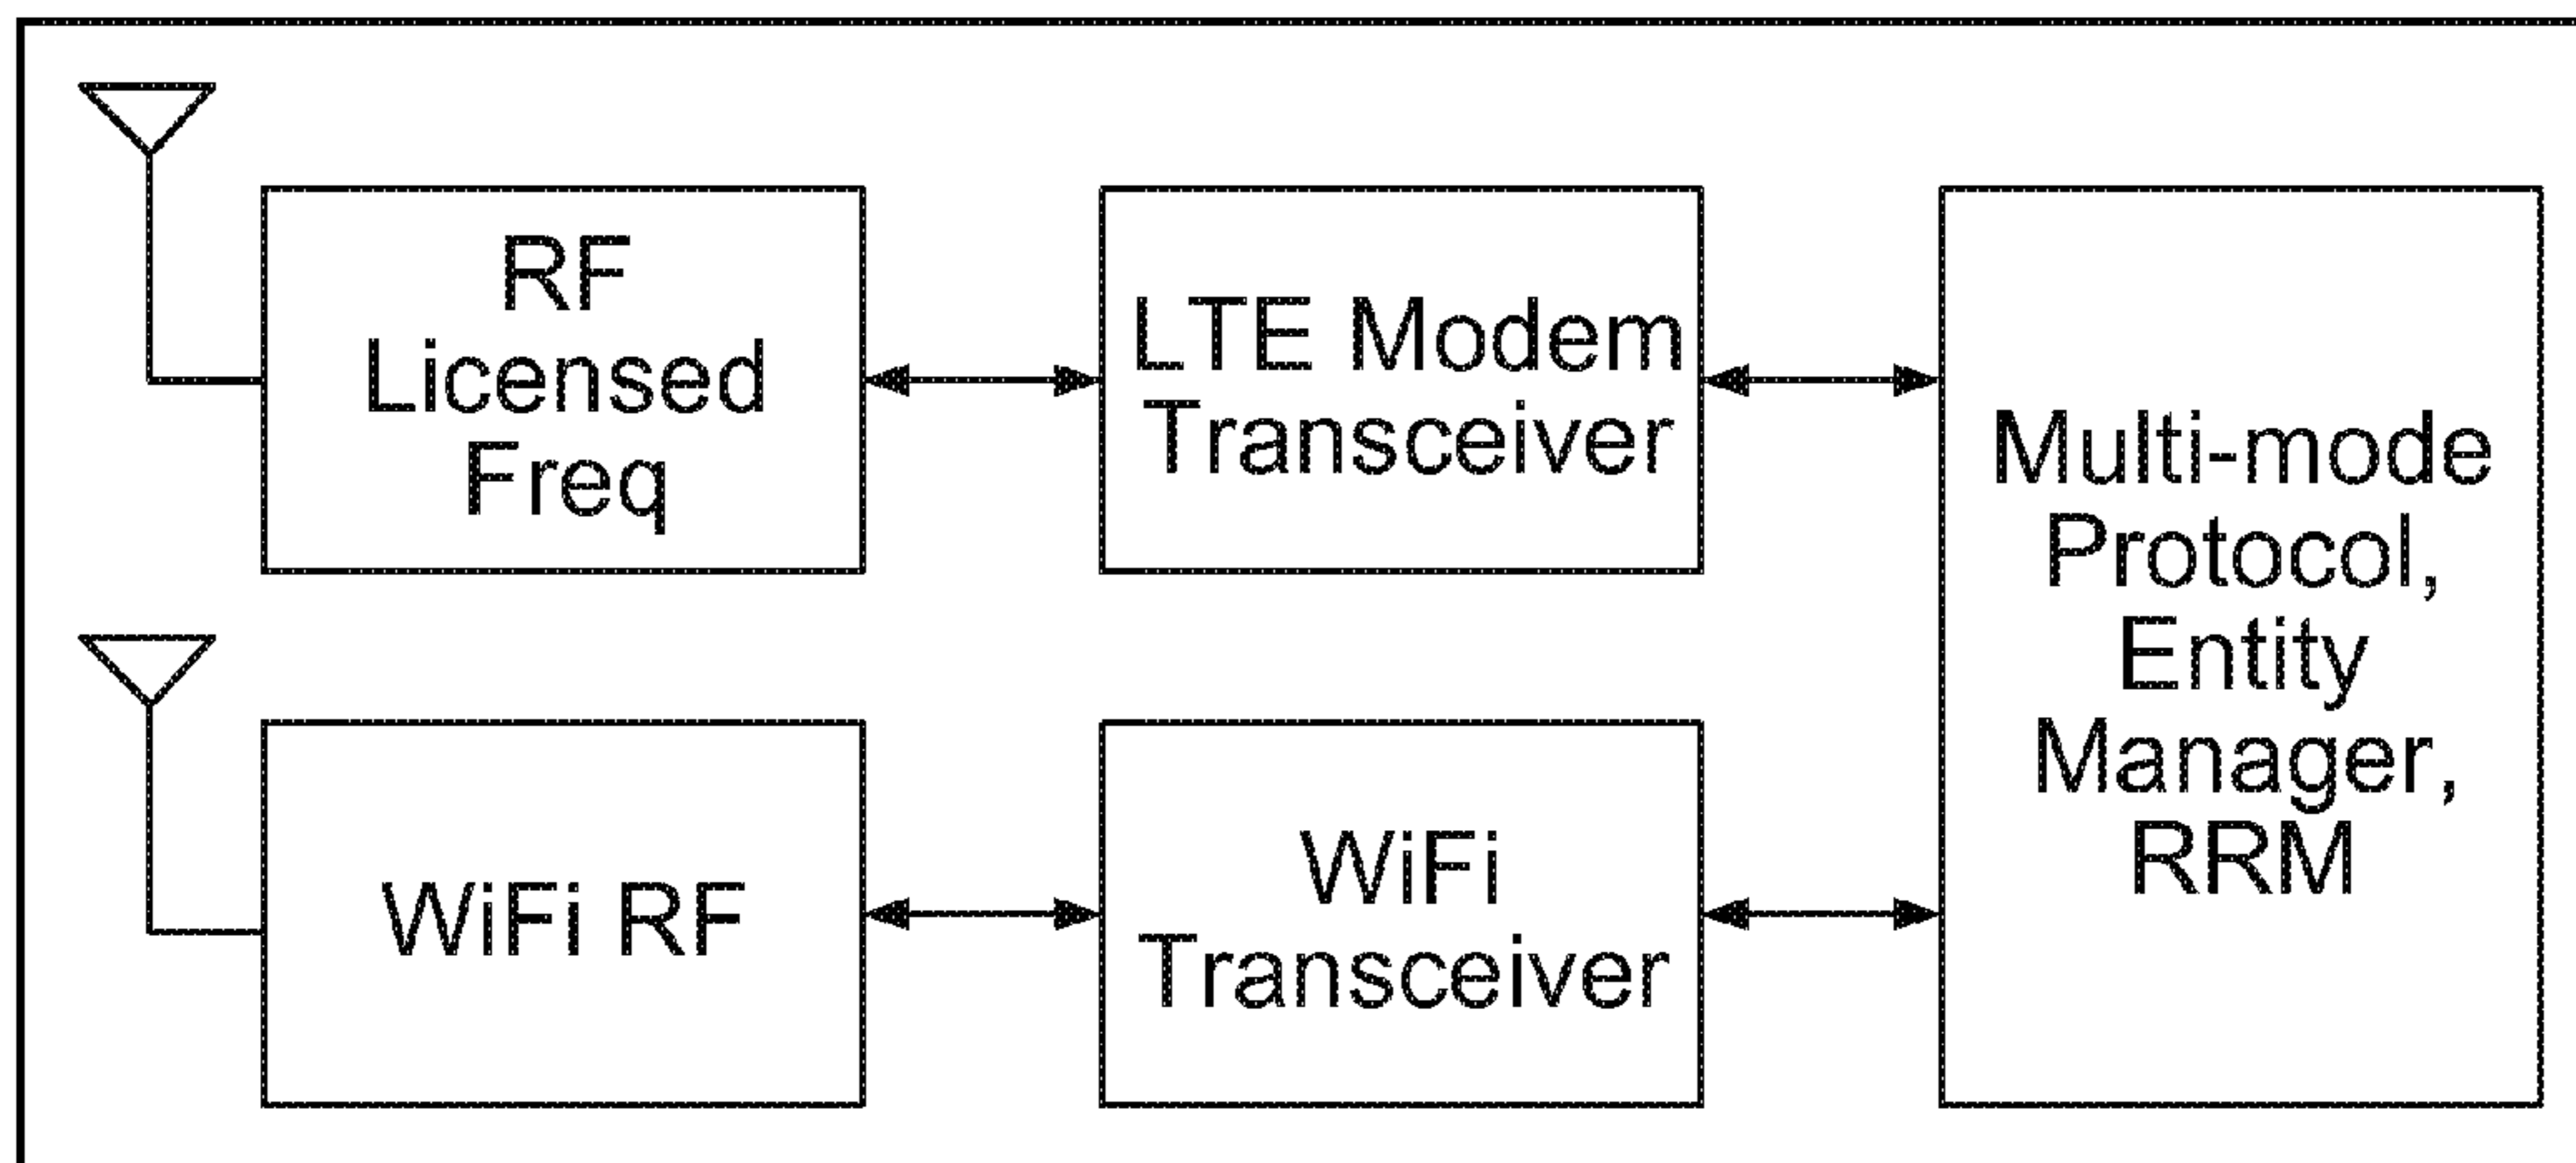 RF
Licensed
Freq
LTE Modem
Transceiver
Multi-mode
Protocol,
Entity
Manager,
RRM
WiFi RF
WiFi
Transceiver